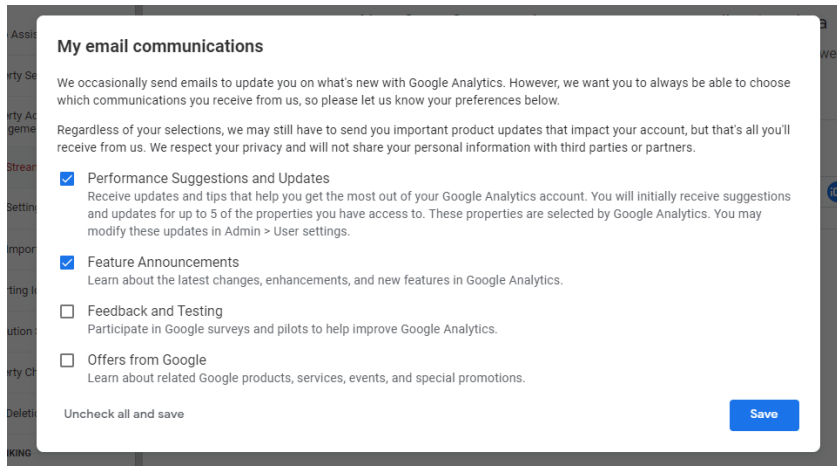 My email communications
We occasionally send emails to update you on what's new with Google Analytics. However, we want you to always be able to choose
which communications you receive from us, so please let us know your preferences below.
Regardless of your selections, we may still have to send you important product updates that impact your account, but that's all you'll
receive from us. We respect your privacy and will not share your personal information with third parties or partners.
Performance Suggestions and Updates
Receive updates and tips that help you get the most out of your Google Analytics account. You will initially receive suggestions
and updates for up to 5 of the properties you have access to. These properties are selected by Google Analytics. You may
modify these updates in Admin > User settings.
Feature Announcements
Learn about the latest changes, enhancements, and new features in Google Analytics.
Feedback and Testing
Participate in Google surveys and pilots to help improve Google Analytics.
Offers from Google
Learn about related Google products, services, events, and special promotions.
Uncheck all and save
Save